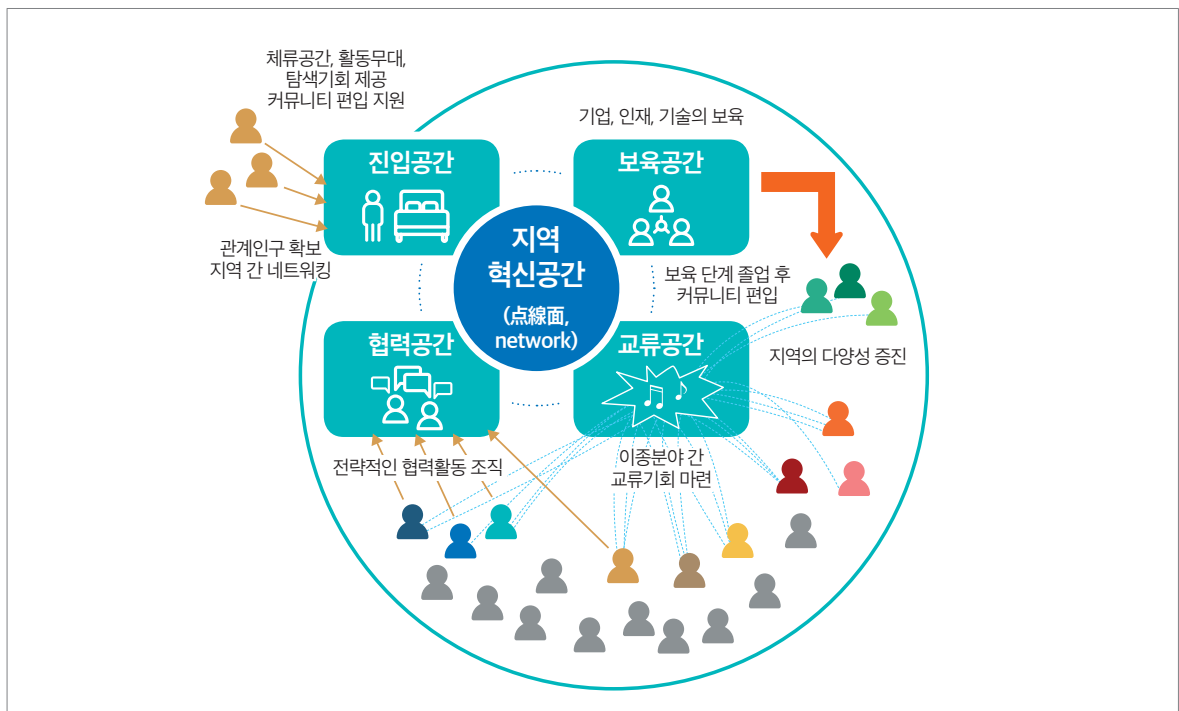 체류공간, 활동무대,
탐색기회 제공
커뮤니티 편입 지원
기업, 인재, 기술의 보육
진입공간
보육공간
지역
혁신공간
(点線面,
network)
관계인구 확보
지역 간 네트워킹
보육 단계 졸업 후
커뮤니티 편입
협력공간
교류공간
지역의 다양성 증진
전략적인 협력활동 조직
이종분야 간
교류기회 마련